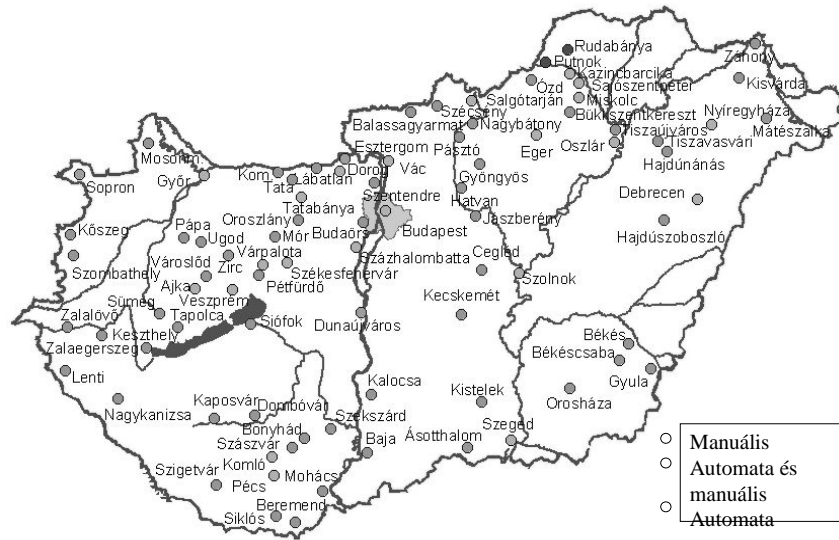 Rudabánya
Putnok
Kazincbarcika
Záhony
Ózd
Sajószentpéter
Kisvárda
Salgótarján
Miskolc
Szécsény
Bükkszentkereszt
Balassagyarmat
Nagybátony
Nyíregyháza
Mátészalka
Tiszaújváros
Pásztó
Eger
Oszlár
Tiszavasvári
Mosonm.
Esztergom
Hajdúnánás
Vác
Gyöngyös
Sopron
Győr
Kom.
Lábatlan
Dorog
Tata
Szentendre
Hatvan
Debrecen
Tatabánya
Oroszlány
Jászberény
Kőszeg
Pápa
Mór
Budaörs
Budapest
Hajdúszoboszló
Ugod
Várpalota
Százhalombatta
Cegléd
Városlőd
Zirc
Székesfehérvár
Szombathely
Szolnok
Ajka
Pétfürdő
Veszprém
Kecskemét
Sümeg
Zalalövő
Tapolca
Siófok
Dunaújváros
Keszthely
Békés
Zalaegerszeg
Békéscsaba
Lenti
Gyula
Kaposvár
Kalocsa
Kistelek
Nagykanizsa
Dombóvár
Orosháza
Bonyhád
Szekszárd
Szászvár
Ásotthalom
Szeged
Baja
Komló
Szigetvár
Mohács
Pécs
Beremend
Siklós
Manuális
Automata és
manuális
Automata